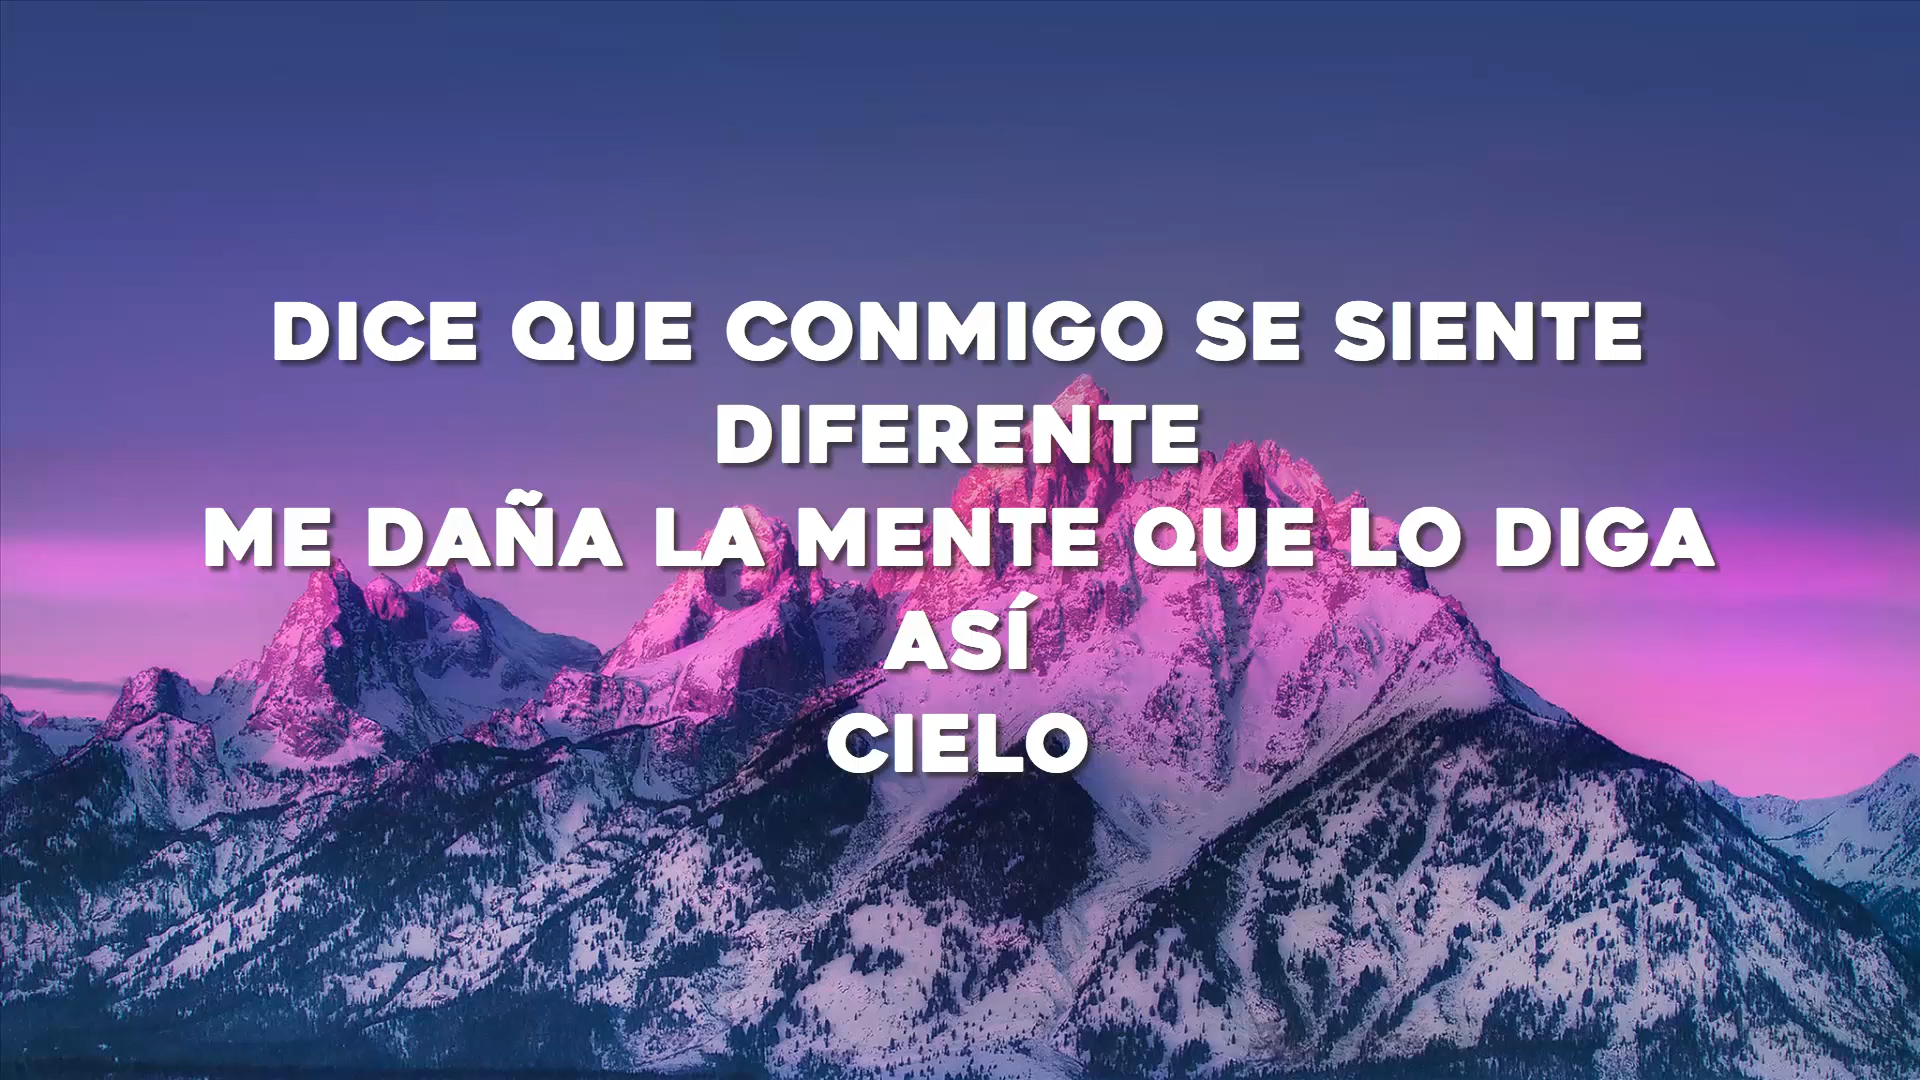 DICE QUE CONMIGO SE SIENTE
DIFERENTE
ME DAÑA LA MENTE QUE LO DIGA
ASÍ
CIELO